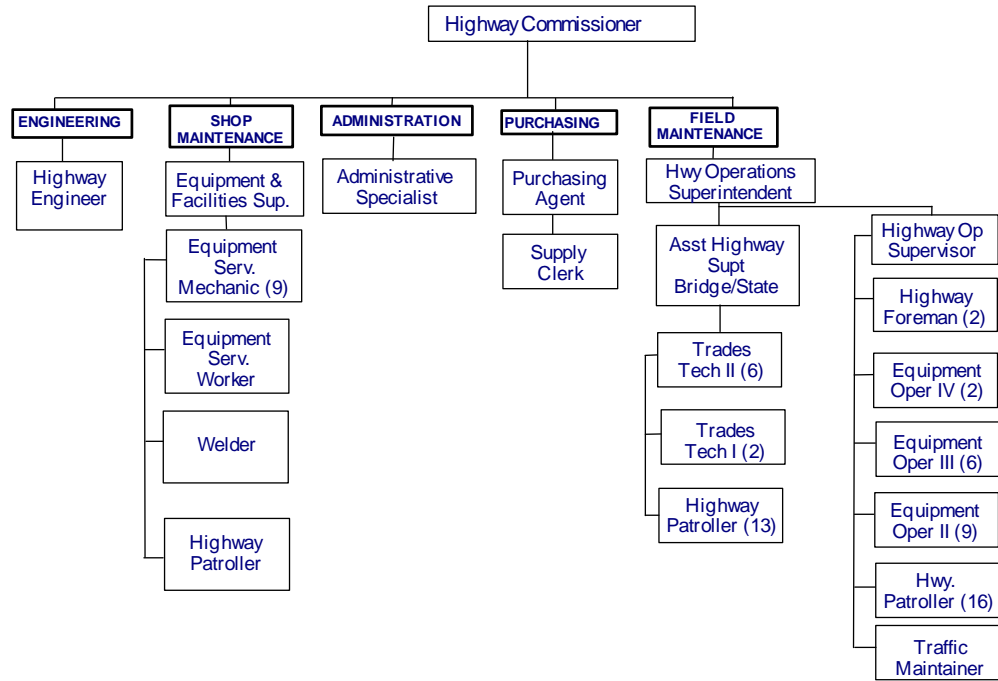 Highway Commissioner
ENGINEERING
Highway
Engineer
SHOP
MAINTENANCE
Equipment &
Facilities Sup.
Equipment
Serv.
Mechanic (9)
Equipment
Serv.
Worker
Welder
Highway
Patroller
ADMINISTRATION
Administrative
Specialist
PURCHASING
Purchasing
Agent
Supply
Clerk
FIELD
MAINTENANCE
Hwy Operations
Superintendent
Asst Highway
Supt
Bridge/State
Trades
Tech II (6)
Trades
Tech I (2)
Highway
Patroller (13)
Highway Op
Supervisor
Highway
Foreman (2)
Equipment
Oper IV (2)
Equipment
Oper III (6)
Equipment
Oper II (9)
Hwy.
Patroller (16)
Traffic
Maintainer